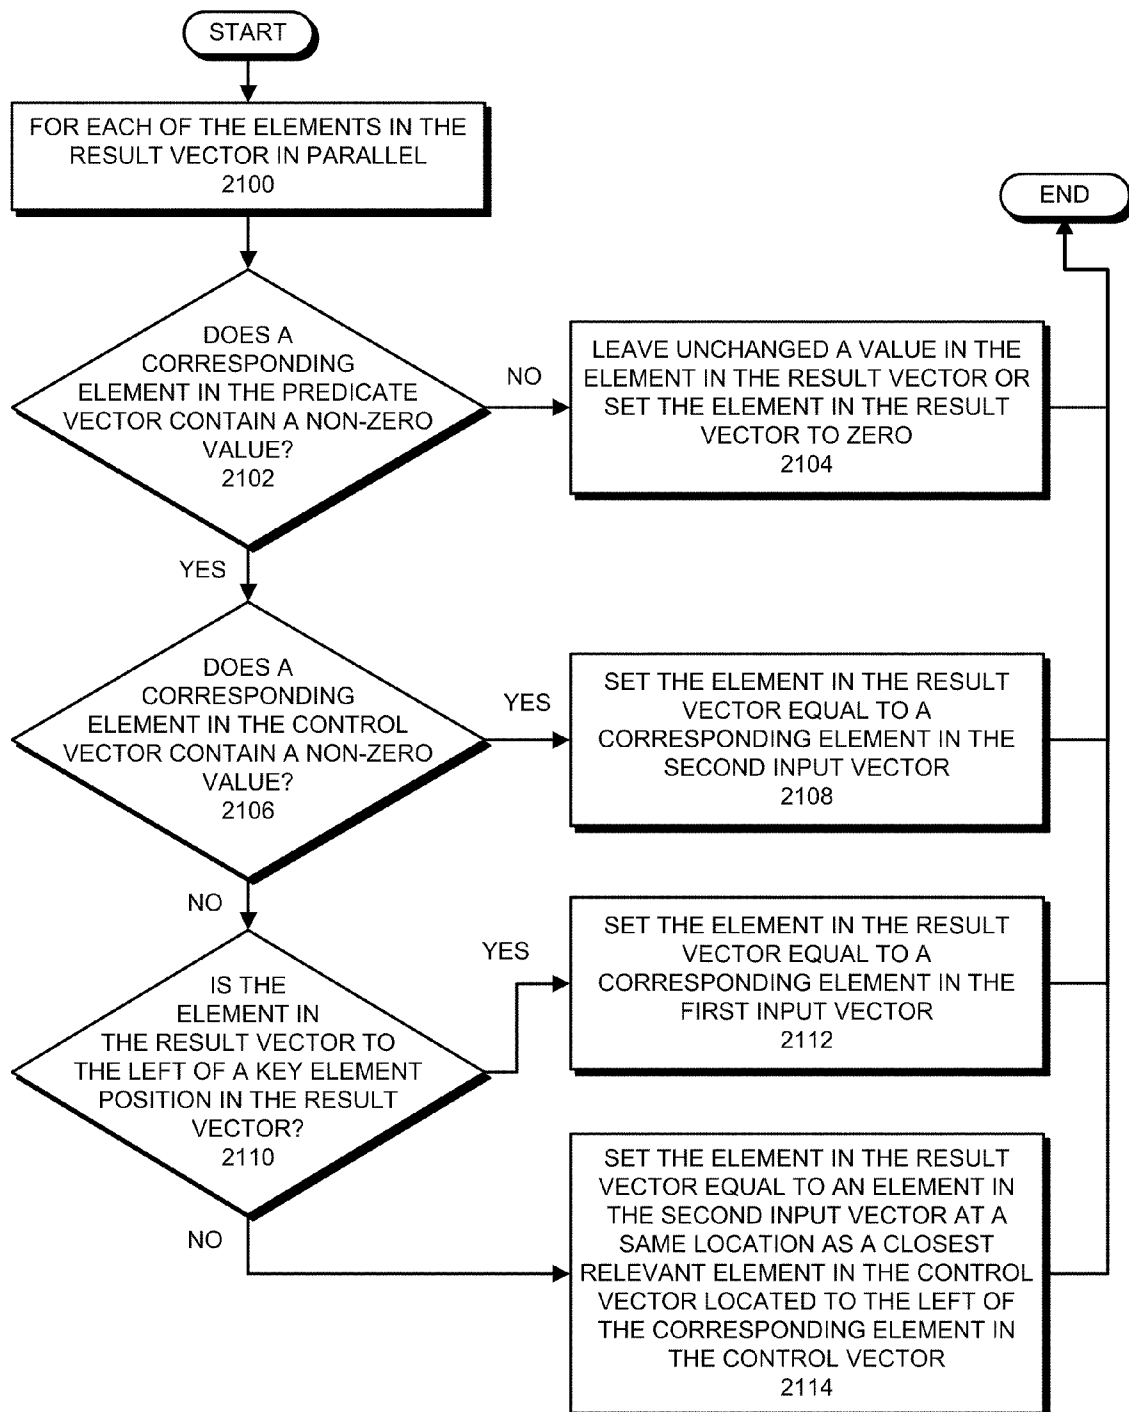 START
FOR EACH OF THE ELEMENTS IN THE
RESULT VECTOR IN PARALLEL
2100
END
DOES A
CORRESPONDING
ELEMENT IN THE PREDICATE
VECTOR CONTAIN A NON-ZERO
VALUE?
2102
NO
LEAVE UNCHANGED A VALUE IN THE
ELEMENT IN THE RESULT VECTOR OR
SET THE ELEMENT IN THE RESULT
VECTOR TO ZERO
2104
YES
DOES A
CORRESPONDING
ELEMENT IN THE CONTROL
VECTOR CONTAIN A NON-ZERO
VALUE?
2106
YES
SET THE ELEMENT IN THE RESULT
VECTOR EQUAL TO A
CORRESPONDING ELEMENT IN THE
SECOND INPUT VECTOR
2108
NO
IS THE
ELEMENT IN
THE RESULT VECTOR TO
THE LEFT OF A KEY ELEMENT
POSITION IN THE RESULT
VECTOR?
2110
YES
SET THE ELEMENT IN THE RESULT
VECTOR EQUAL TO A
CORRESPONDING ELEMENT IN THE
FIRST INPUT VECTOR
2112
NO
SET THE ELEMENT IN THE RESULT
VECTOR EQUAL TO AN ELEMENT IN
THE SECOND INPUT VECTOR AT A
SAME LOCATION AS A CLOSEST
RELEVANT ELEMENT IN THE CONTROL
VECTOR LOCATED TO THE LEFT OF
THE CORRESPONDING ELEMENT IN
THE CONTROL VECTOR
2114